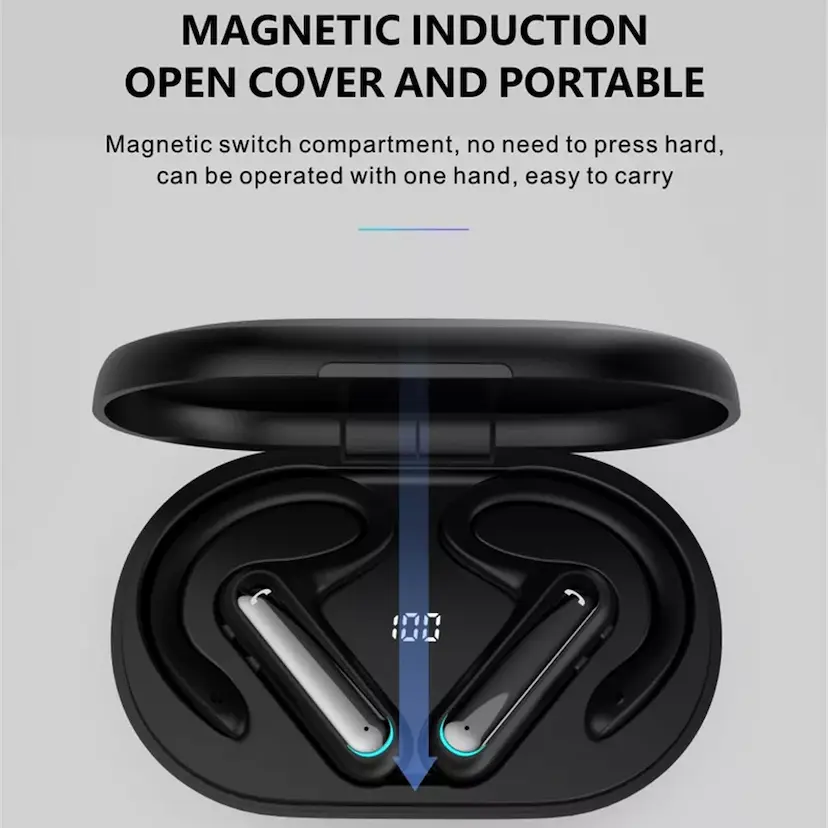 MAGNETIC INDUCTION
OPEN COVER AND PORTABLE
Magnetic switch compartment, no need to press hard,
can be operated with one hand, easy to carry
100